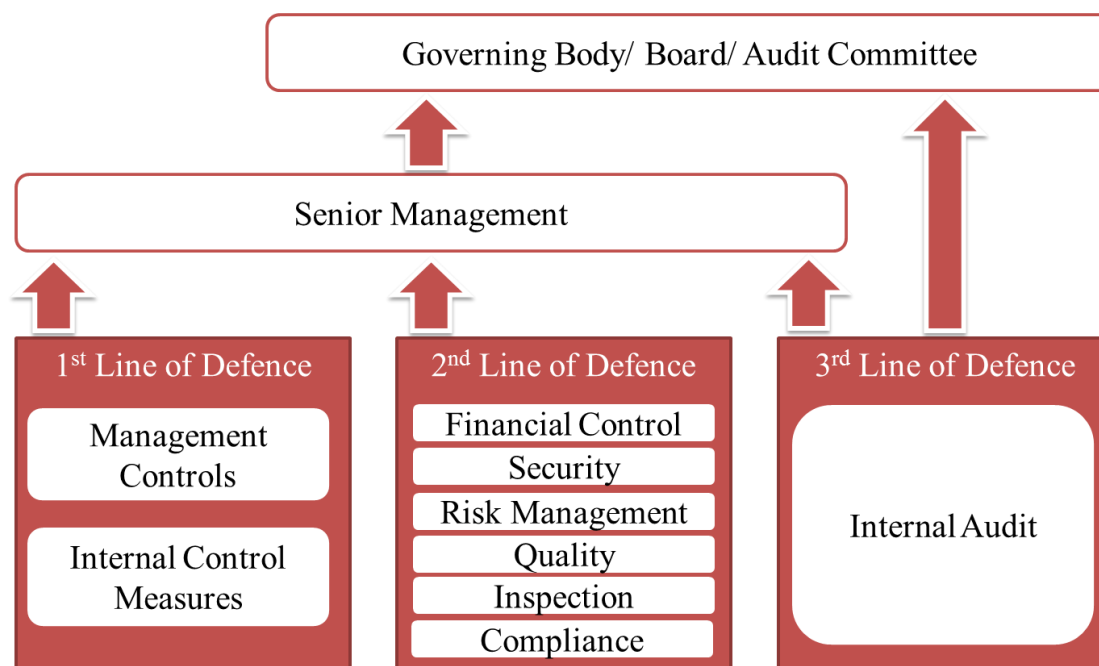 Governing Body/ Board/ Audit Committee
Senior Management
1st Line of Defence
Management
Controls
Internal Control
Measures
2nd Line of Defence
Financial Control
Security
Risk Management
Quality
Inspection
Compliance
3rd Line of Defence
Internal Audit